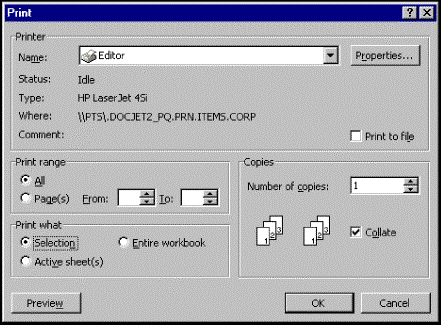 Print
Printer
Name: Editor Properties...
Status: Idle
Type: HP LaserJet 4Si
Where: \\PTS\.DOCJET2_PQ.PRN.ITEMS.CORP
Comment: Print to file
Print range
All
Page(s) From: To:
Copies
Number of copies: 1
1 2 3 1 2 3 Collate
Print what
Selection Entire workbook
Active sheet(s)
Preview OK Cancel